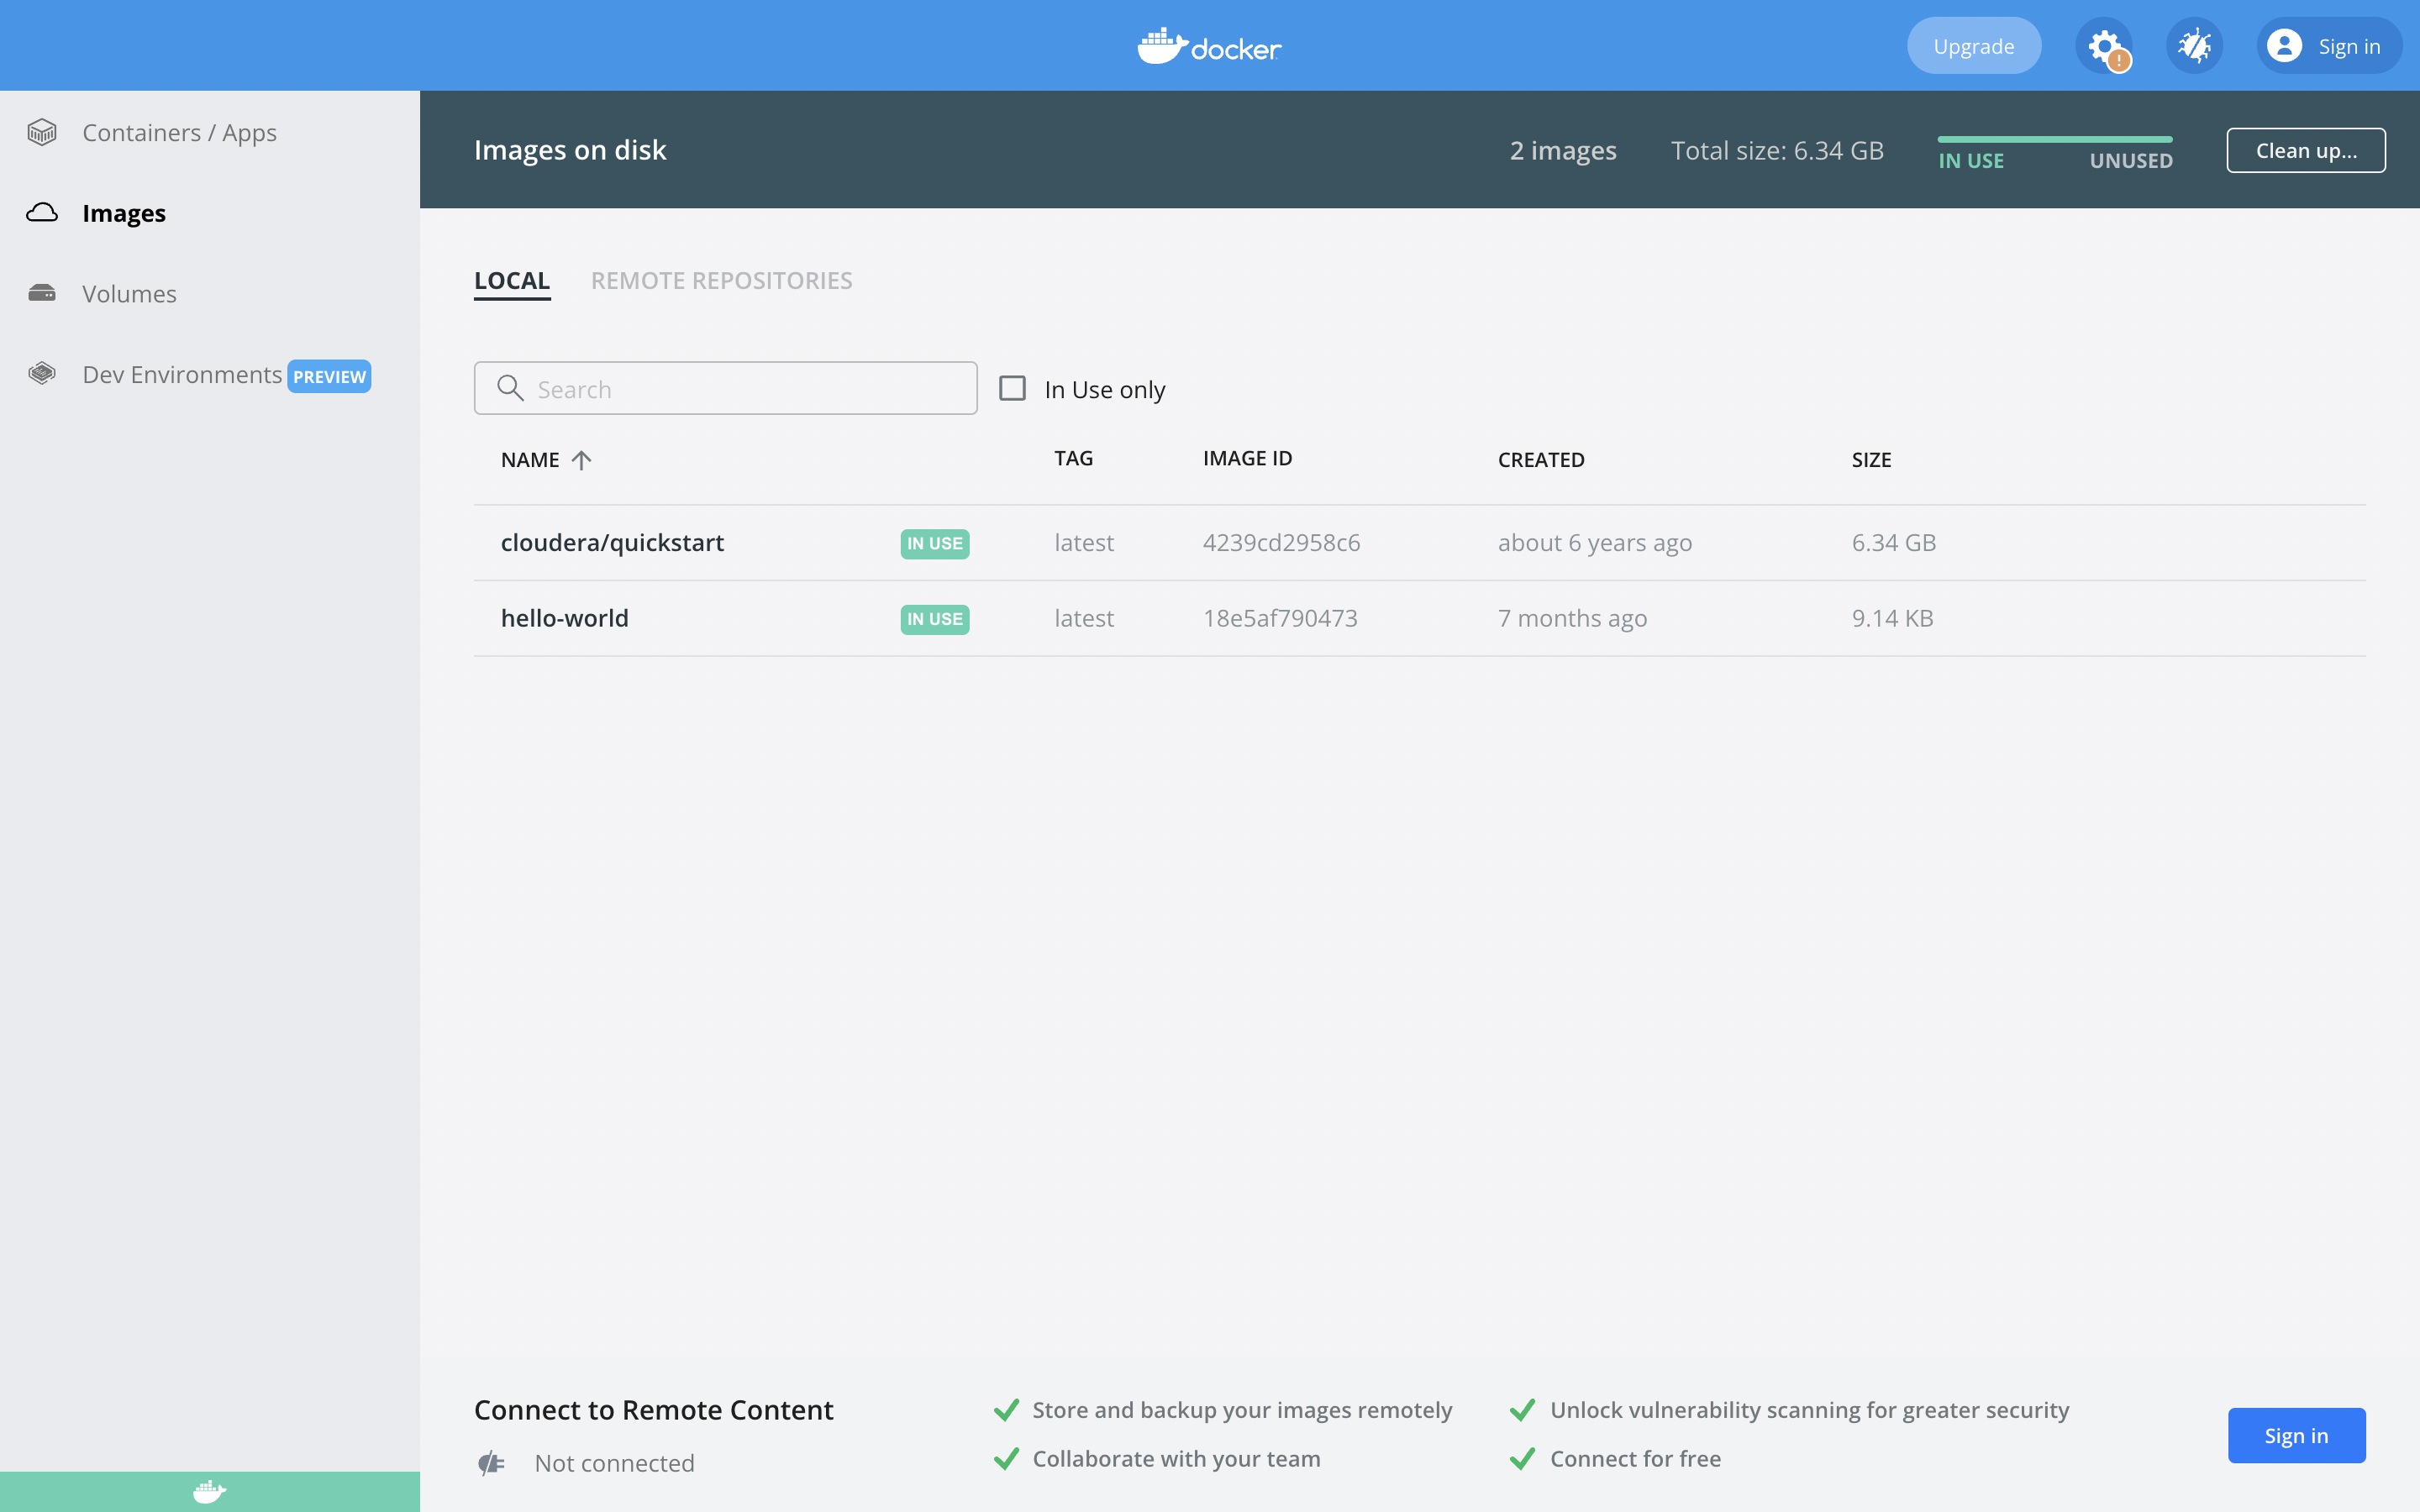 docker
Upgrade
!
Sign in
Containers / Apps
Images
Volumes
Dev Environments PREVIEW
Images on disk
2 images
Total size: 6.34 GB
IN USE
UNUSED
Clean up...
LOCAL
REMOTE REPOSITORIES
Search
In Use only
NAME TAG IMAGE ID CREATED SIZE
cloudera/quickstart IN USE latest 4239cd2958c6 about 6 years ago 6.34 GB
hello-world IN USE latest 18e5af790473 7 months ago 9.14 KB
Connect to Remote Content
Not connected
Store and backup your images remotely
Collaborate with your team
Unlock vulnerability scanning for greater security
Connect for free
Sign in